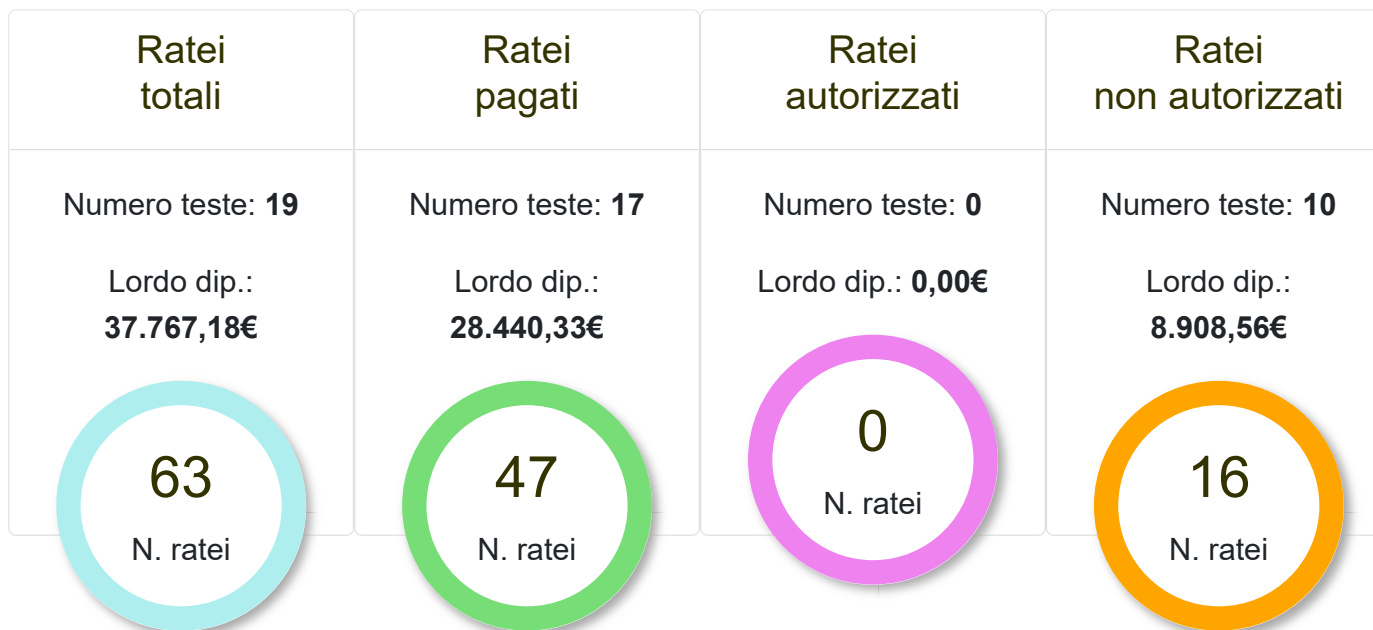 Ratei
totali
Numero teste: 19
Lordo dip.:
37.767,18€
63
N. ratei
Ratei
pagati
Numero teste: 17
Lordo dip.:
28.440,33€
47
N. ratei
Ratei
autorizzati
Numero teste: 0
Lordo dip.: 0,00€
0
N. ratei
Ratei
non autorizzati
Numero teste: 10
Lordo dip.:
8.908,56€
16
N. ratei